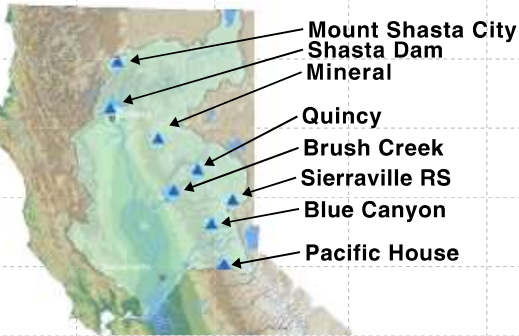 Mount Shasta City
Shasta Dam
Mineral
Quincy
Brush Creek
Sierraville RS
Blue Canyon
Pacific House